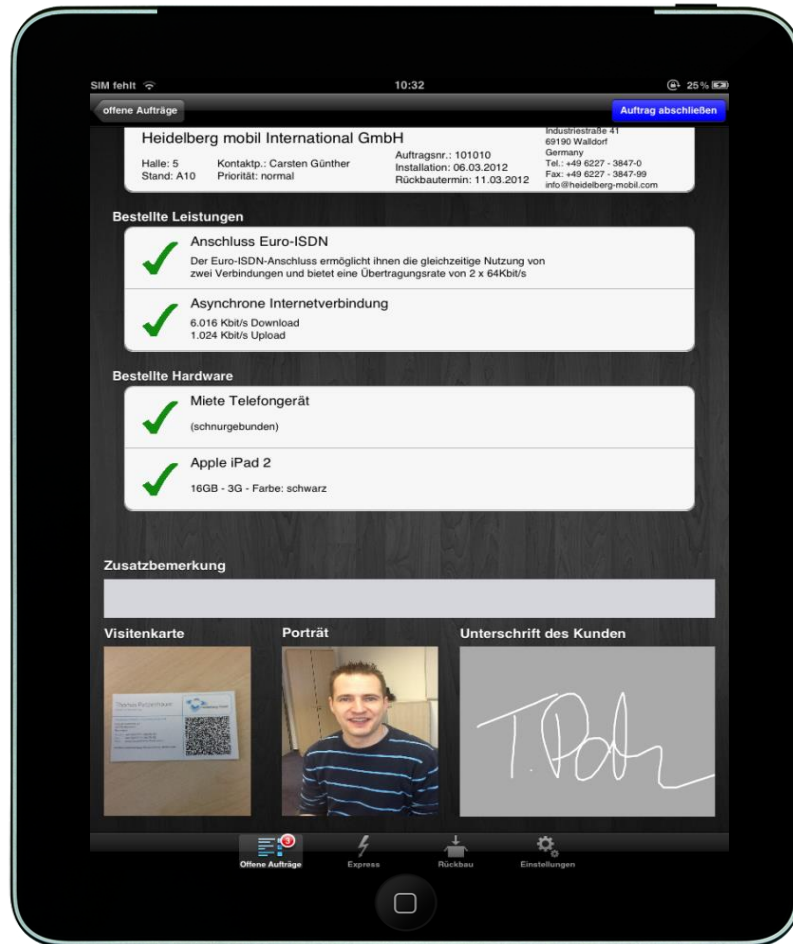 SIM fehlt
10:32
25 %
offene Aufträge
Auftrag abschließen
Heidelberg mobil International GmbH
Halle: 5
Stand: A10
Kontaktp.: Carsten Günther
Priorität: normal
Auftragsnr.: 101010
Installation: 06.03.2012
Rückbautermin: 11.03.2012
Industriestraße 41
69190 Walldorf
Germany
Tel.: +49 6227 - 3847-0
Fax: +49 6227 - 3847-99
info@heidelberg-mobil.com
Bestellte Leistungen
Anschluss Euro-ISDN
Der Euro-ISDN-Anschluss ermöglicht ihnen die gleichzeitige Nutzung von
zwei Verbindungen und bietet eine Übertragungsrate von 2 x 64Kbit/s
Asynchrone Internetverbindung
6.016 Kbit/s Download
1.024 Kbit/s Upload
Bestellte Hardware
Miete Telefongerät
(schnurgebunden)
Apple iPad 2
16GB - 3G - Farbe: schwarz
Zusatzbemerkung
Visitenkarte
Porträt
Unterschrift des Kunden
Thomas
T.
3
Offene Aufträge
Express
Rückbau
Einstellungen